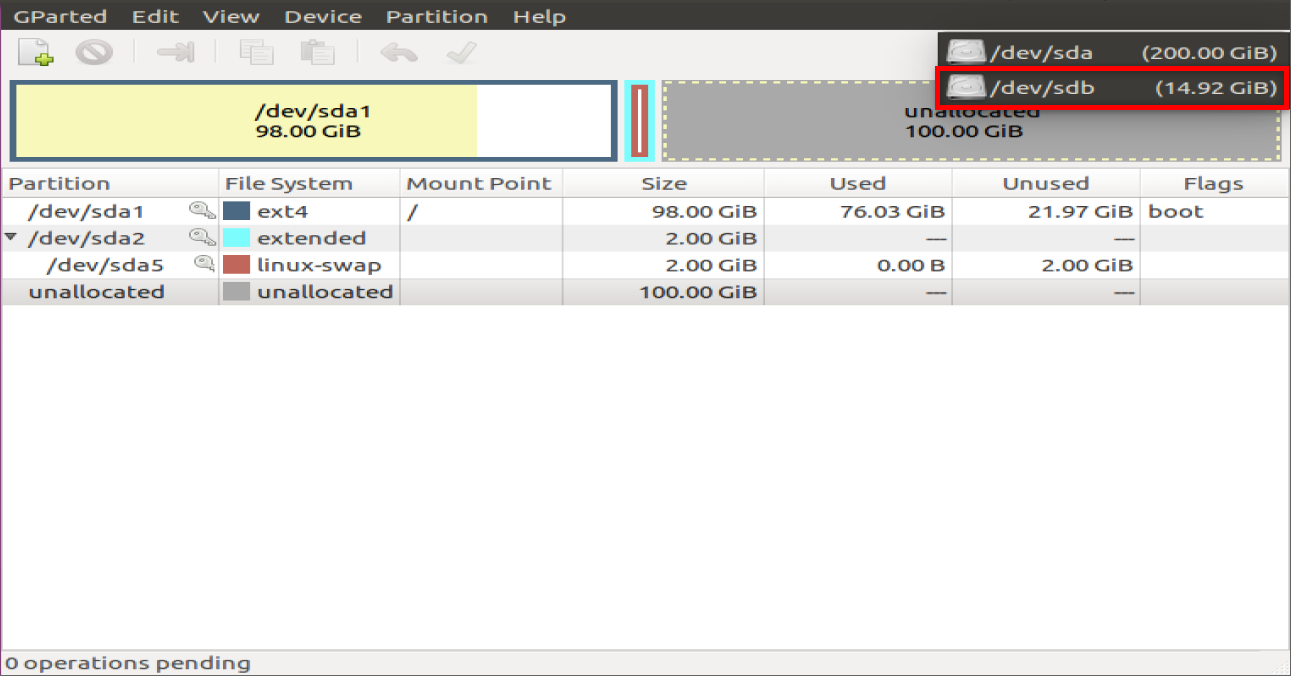 GParted Edit View Device Partition Help
/dev/sda (200.00 GiB)
/dev/sdb (14.92 GiB)
/dev/sda1
98.00 GiB
unallocated
100.00 GiB
Partition File System Mount Point Size Used Unused Flags
/dev/sda1 ext4 / 98.00 GiB 76.03 GiB 21.97 GiB boot
/dev/sda2 extended 2.00 GiB --- ---
/dev/sda5 linux-swap 2.00 GiB 0.00 B 2.00 GiB
unallocated unallocated 100.00 GiB --- ---
0 operations pending